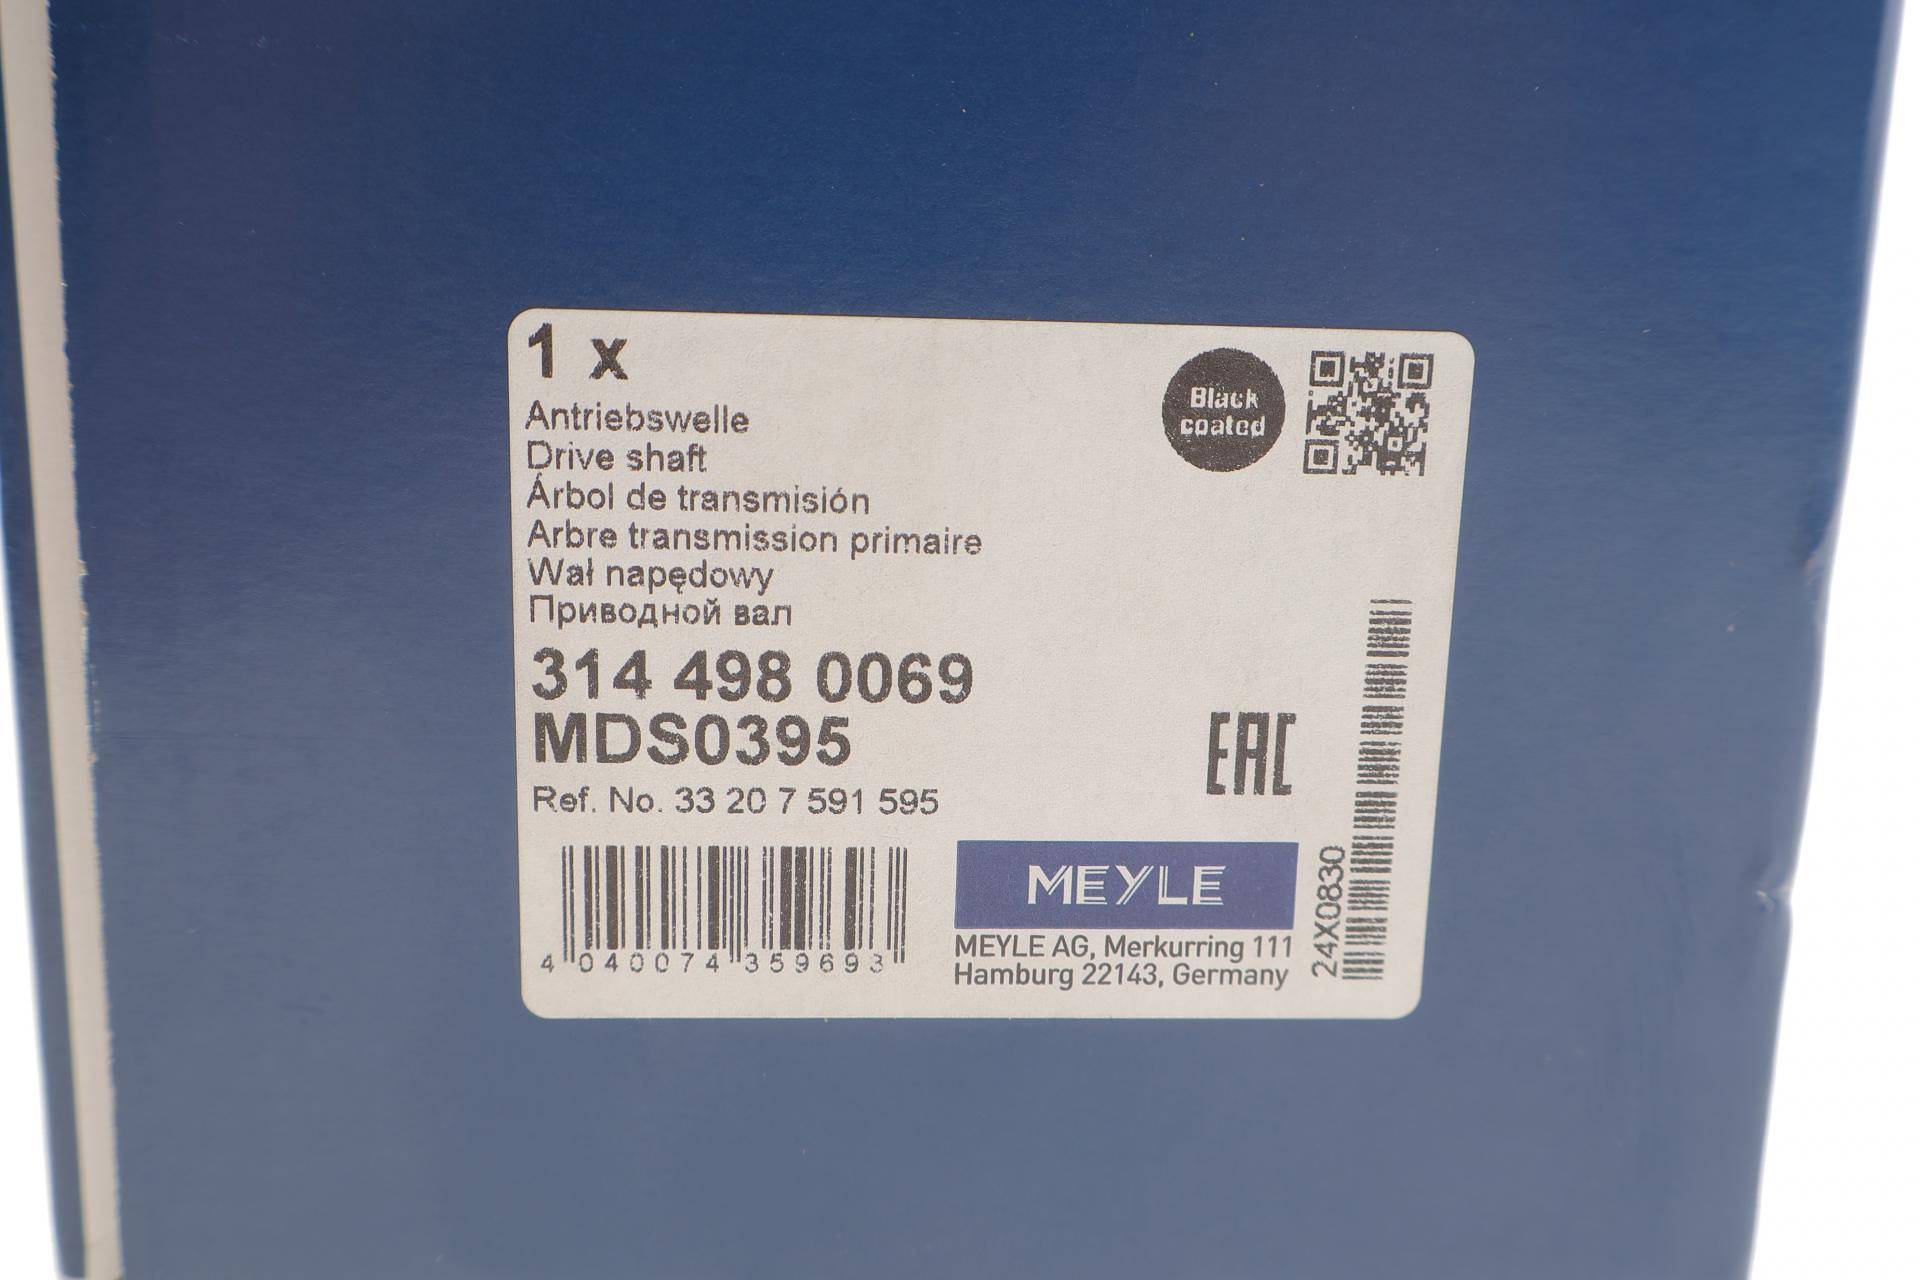 1 x
Black
coated
Antriebswelle
Drive shaft
Árbol de transmisión
Arbre transmission primaire
Wał napędowy
Приводной вал
314 498 0069
MDS0395
Ref. No. 33 20 7 591 595
EAC
4 040074 359693
MEYLE
MEYLE AG, Merkurring 111
Hamburg 22143, Germany
24X0830